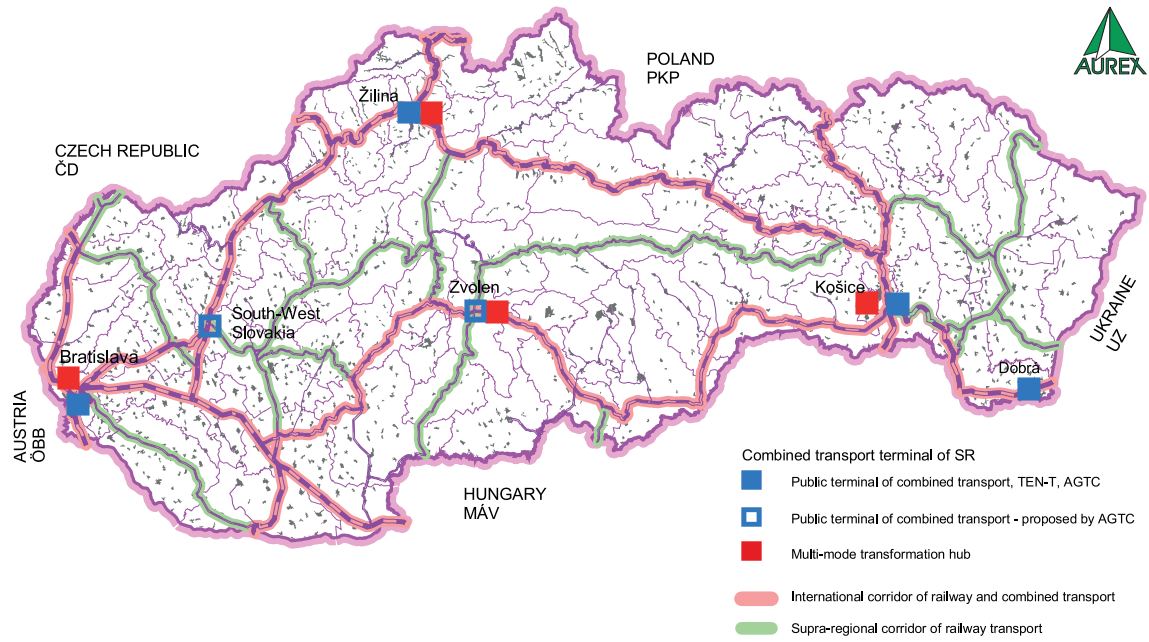 POLAND
PKP
AUREX
Žilina
CZECH REPUBLIC
ČD
Zvolen
Košice
South-West
Slovakia
UKRAINE
UZ
Bratislava
Dobrá
AUSTRIA
ÖBB
HUNGARY
MÁV
Combined transport terminal of SR
Public terminal of combined transport, TEN-T, AGTC
Public terminal of combined transport - proposed by AGTC
Multi-mode transformation hub
International corridor of railway and combined transport
Supra-regional corridor of railway transport